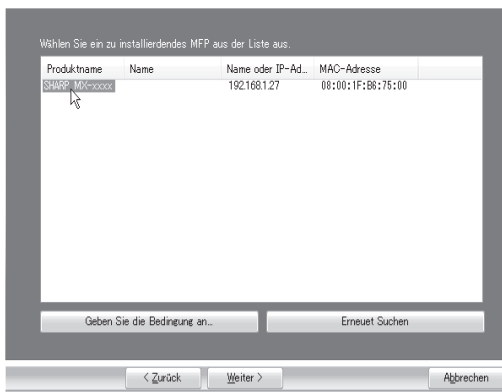 Wählen Sie ein zu installierdendes MFP aus der Liste aus.
Produktname Name Name oder IP-Ad... MAC-Adresse
SHARP MX-xxxx 192.168.1.27 08:00:1F:B6:75:00
Geben Sie die Bedingung an... Erneuet Suchen
< Zurück Weiter > Abbrechen